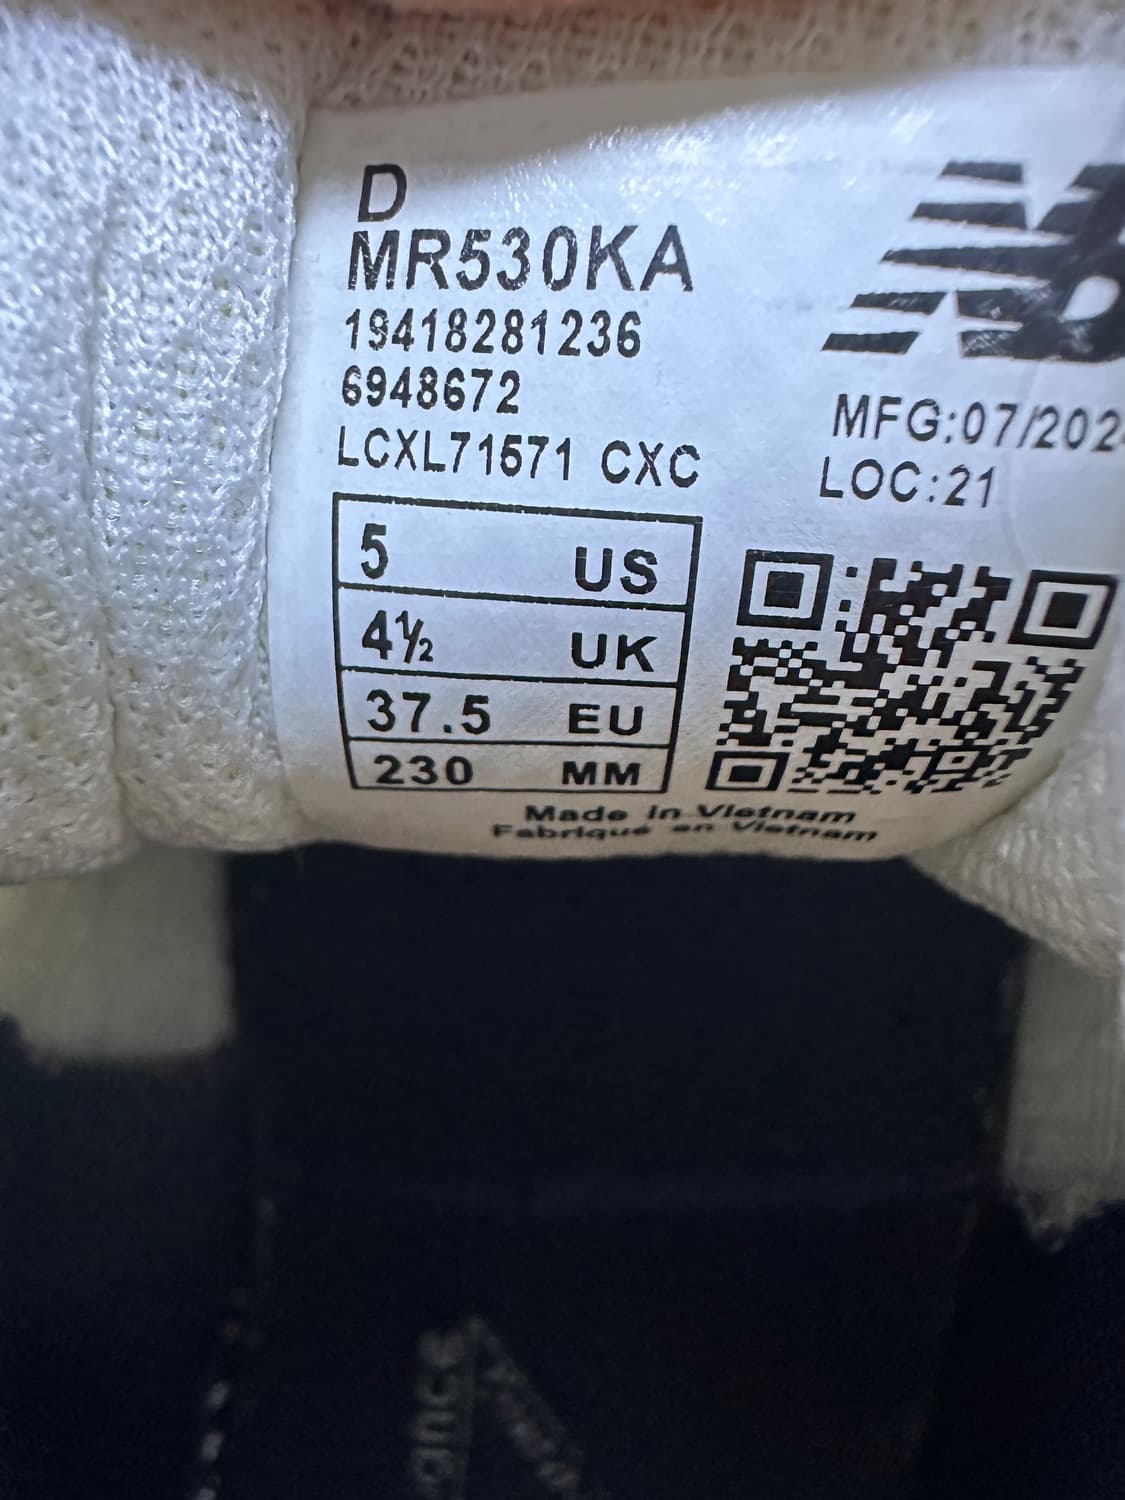 D
MR530KA
19418281236
6948672
LCXL71571 CXC
MFG:07/202
LOC:21
5 US
4½ UK
37.5 EU
230 MM
Made in Vietnam
Fabriqué en Vietnam